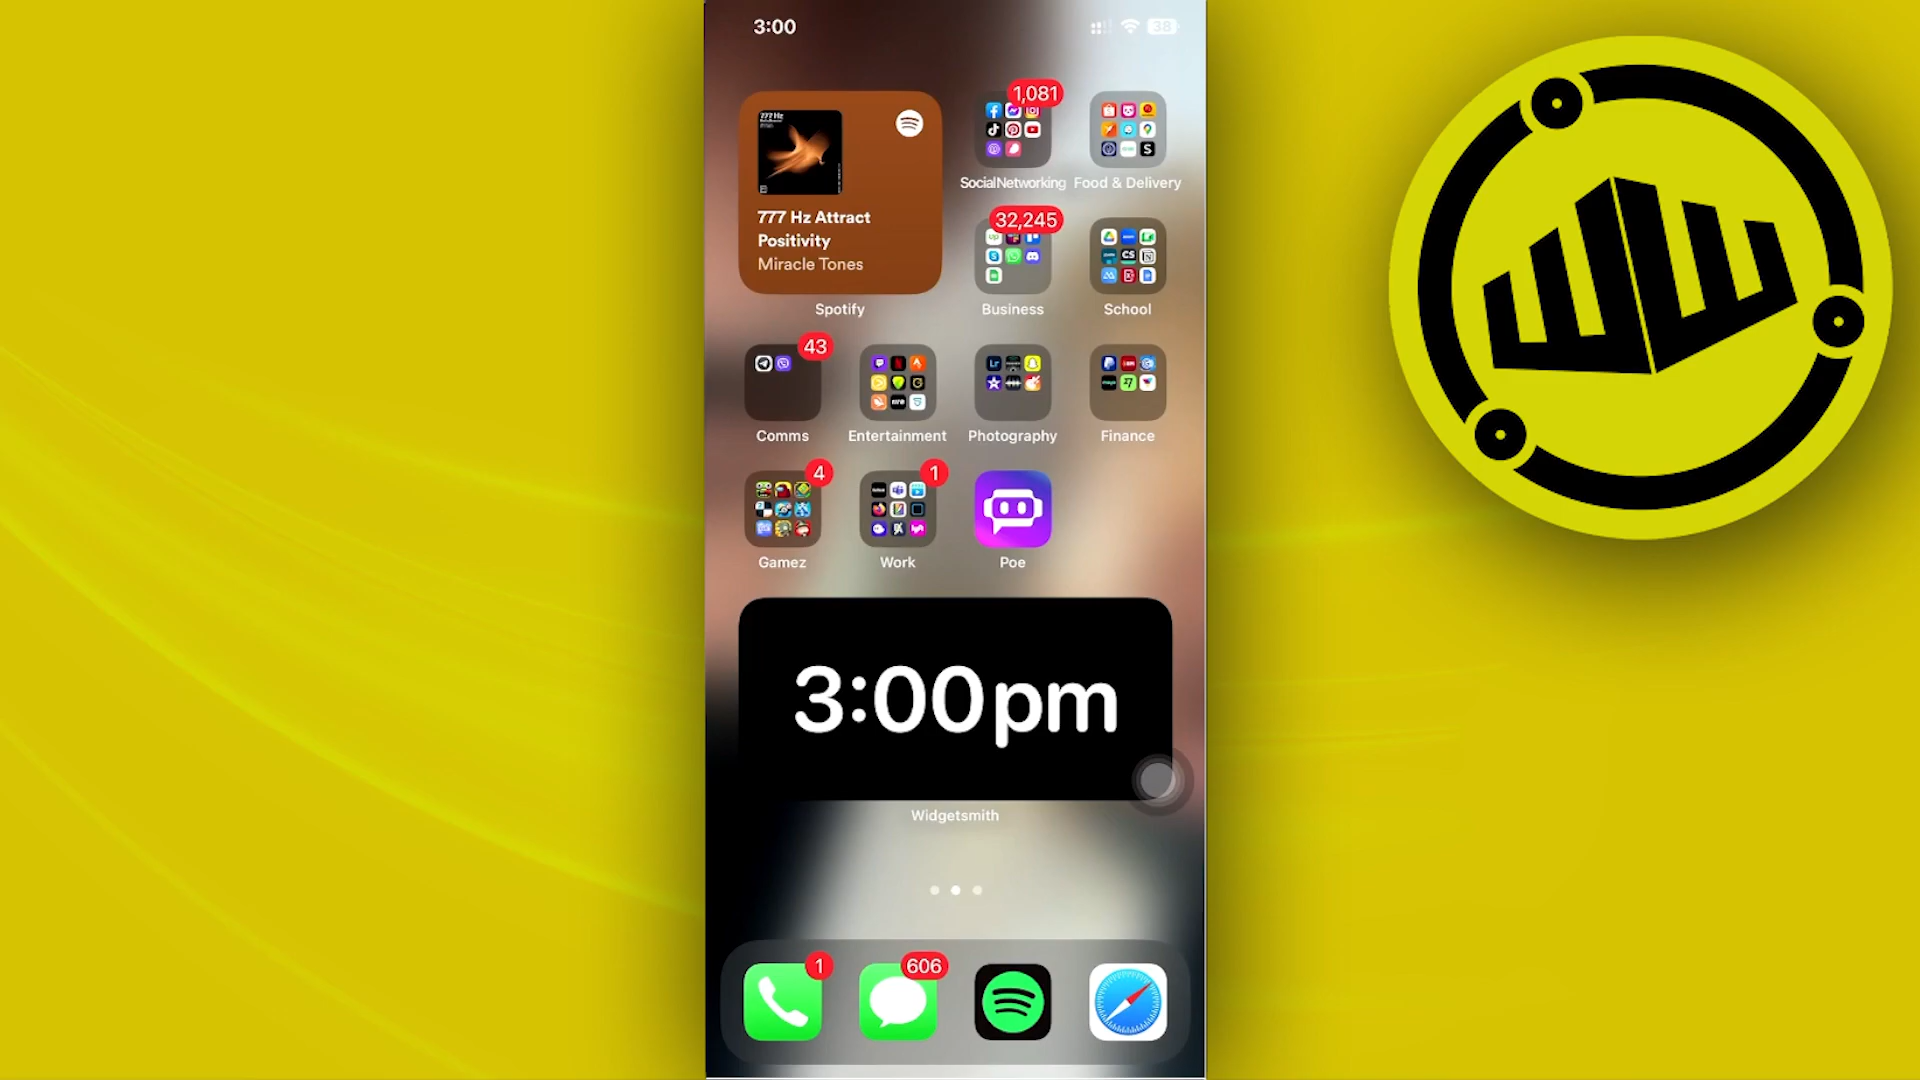 3:00
38
1,081
777 Hz Attract
Positivity
Miracle Tones
Spotify
SocialNetworking
Food & Delivery
32,245
Business
School
43
Comms
Entertainment
Photography
Finance
4
1
Gamez
Work
Poe
3:00pm
Widgetsmith
1
606